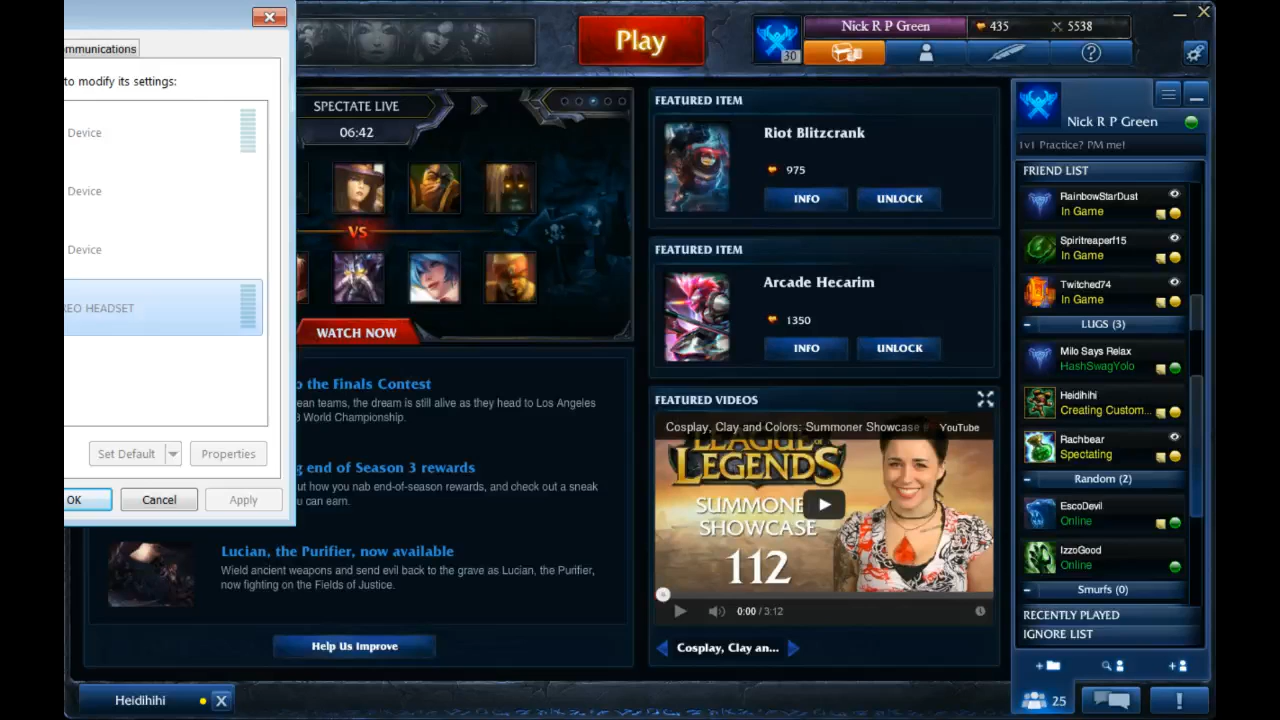 ommunications
to modify its settings:
Device
Device
Device
EO HEADSET
Set Default
Properties
OK
Cancel
Apply
Play
30
Nick R P Green
435
5538
SPECTATE LIVE
06:42
VS
WATCH NOW
o the Finals Contest
ean teams, the dream is still alive as they head to Los Angeles
3 World Championship.
g end of Season 3 rewards
ut how you nab end-of-season rewards, and check out a sneak
u can earn.
Lucian, the Purifier, now available
Wield ancient weapons and send evil back to the grave as Lucian, the Purifier,
now fighting on the Fields of Justice.
Help Us Improve
FEATURED ITEM
Riot Blitzcrank
975
INFO
UNLOCK
FEATURED ITEM
Arcade Hecarim
1350
INFO
UNLOCK
FEATURED VIDEOS
Cosplay, Clay and Colors: Summoner Showcase
YouTube
LEAGUE of
LEGENDS
SUMMONER
SHOWCASE
112
0:00 / 3:12
Cosplay, Clay an...
Nick R P Green
1v1 Practice? PM me!
FRIEND LIST
RainbowStarDust
In Game
Spiritreaperf15
In Game
Twitched74
In Game
LUGS (3)
Milo Says Relax
HashSwagYolo
Heidihihi
Creating Custom...
Rachbear
Spectating
Random (2)
EscoDevil
Online
IzzoGood
Online
Smurfs (0)
RECENTLY PLAYED
IGNORE LIST
25
Heidihihi
X